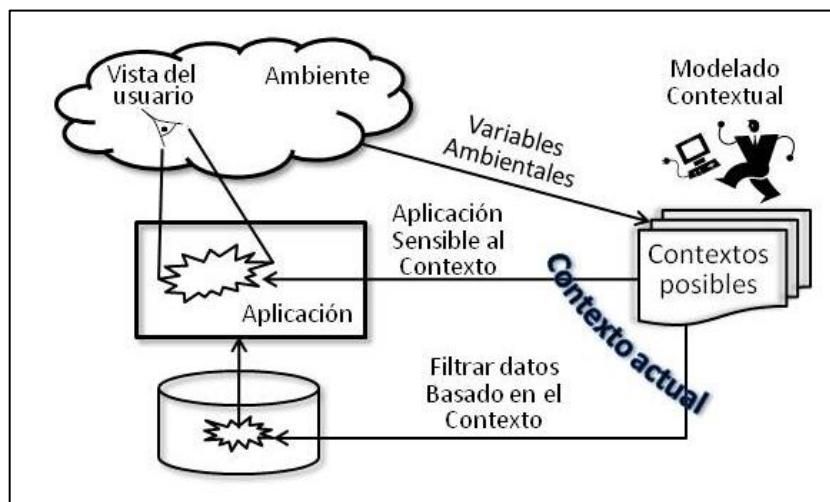 Vista del
usuario
Ambiente
Modelado
Contextual
Variables
Ambientales
Aplicación
Sensible al
Contexto
Contextos
posibles
Aplicación
Contexto actual
Filtrar datos
Basado en el
Contexto